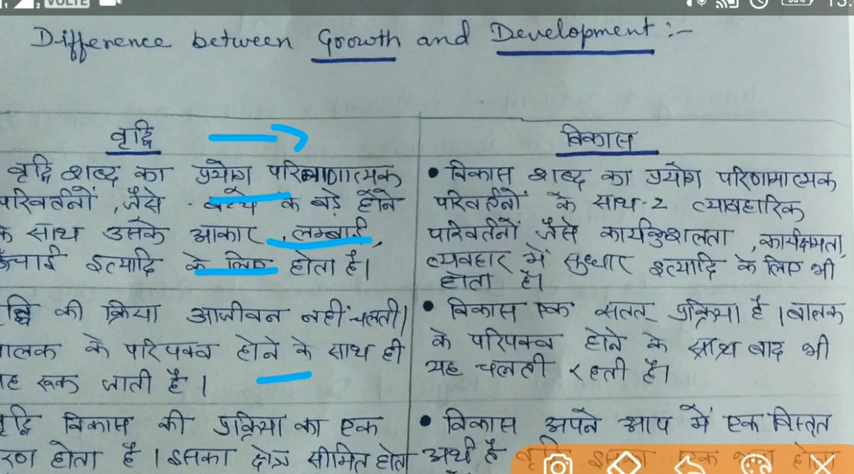 Difference between Growth and Development :-
वृद्धि
वृद्धि शब्द का प्रयोग परिमाणात्मक
परिवर्तनों, जैसे - बच्चे के बड़े होने
के साथ उसके आकार, लम्बाई,
ऊँचाई इत्यादि के लिए होता है।
की क्रिया आजीवन नहीं चलती।
बालक के परिपक्व होने के साथ ही
यह रूक जाती है।
वृद्धि विकास की प्रक्रिया का एक
चरण होता है। इसका क्षेत्र सीमित होता
विकास
• विकास शब्द का प्रयोग परिणामात्मक
परिवर्तनों के साथ-2 व्यावहारिक
परिवर्तनों जैसे कार्यकुशलता, कार्यक्षमता,
व्यवहार में सुधार इत्यादि के लिए भी
होता है।
• विकास एक सतत् प्रक्रिया है। बालक
के परिपक्व होने के साथ बाद भी
यह चलती रहती है।
• विकास अपने आप में एक विस्तृत
अर्थ है